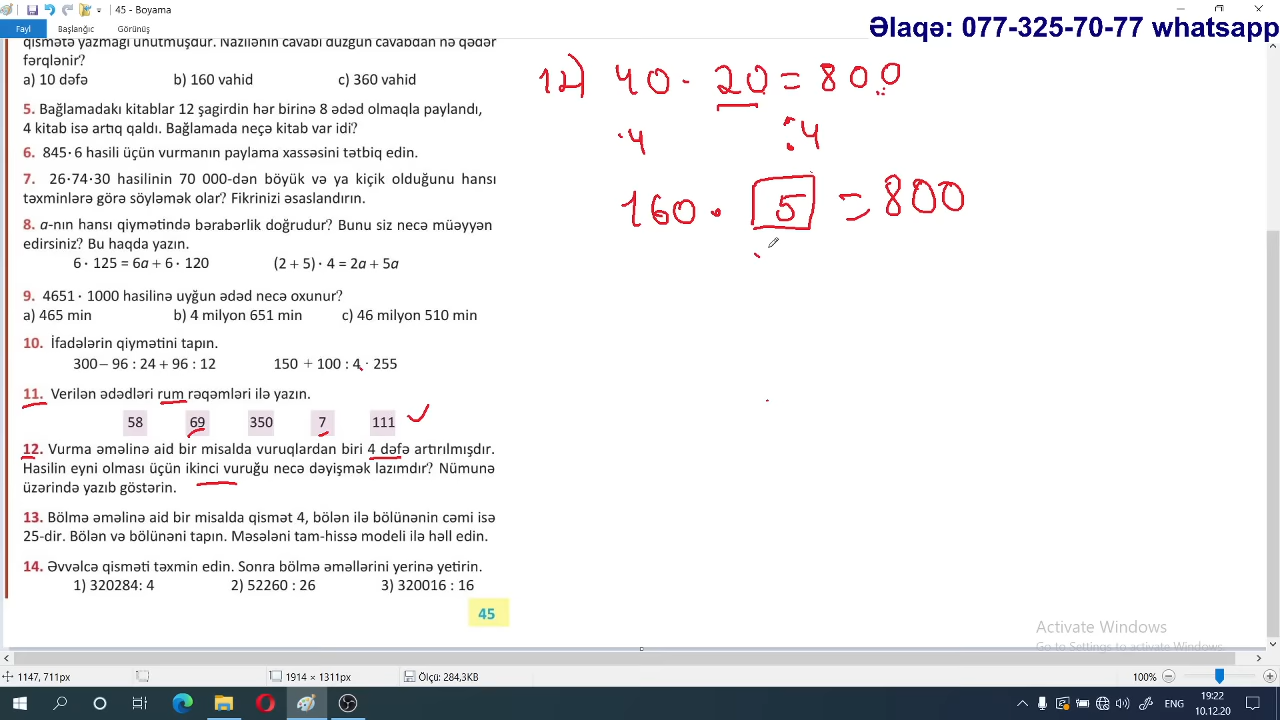 45 - Boyama
Əlaqə: 077-325-70-77 whatsapp
Fayl Başlanğıc Görünüş
qismətə yazmağı unutmuşdur. Nazilənin cavabı düzgün cavabdan nə qədər
fərqlənir?
a) 10 dəfə b) 160 vahid c) 360 vahid
5. Bağlamadakı kitablar 12 şagirdin hər birinə 8 ədəd olmaqla paylandı,
4 kitab isə artıq qaldı. Bağlamada neçə kitab var idi?
6. 845 · 6 hasili üçün vurmanın paylama xassəsini tətbiq edin.
7. 26 · 74 · 30 hasilinin 70 000-dən böyük və ya kiçik olduğunu hansı
təxminlərə görə söyləmək olar? Fikrinizi əsaslandırın.
8. a-nın hansı qiymətində bərabərlik doğrudur? Bunu siz necə müəyyən
edirsiniz? Bu haqda yazın.
6 · 125 = 6a + 6 · 120 (2 + 5) · 4 = 2a + 5a
9. 4651 · 1000 hasilinə uyğun ədəd necə oxunur?
a) 465 min b) 4 milyon 651 min c) 46 milyon 510 min
10. İfadələrin qiymətini tapın.
300 – 96 : 24 + 96 : 12 150 + 100 : 4 · 255
11. Verilən ədədləri rum rəqəmləri ilə yazın.
58 69 350 7 111
12. Vurma əməlinə aid bir misalda vuruqlardan biri 4 dəfə artırılmışdır.
Hasilin eyni olması üçün ikinci vuruğu necə dəyişmək lazımdır? Nümunə
üzərində yazıb göstərin.
13. Bölmə əməlinə aid bir misalda qismət 4, bölən ilə bölünənin cəmi isə
25-dir. Bölən və bölünəni tapın. Məsələni tam-hissə modeli ilə həll edin.
14. Əvvəlcə qisməti təxmin edin. Sonra bölmə əməllərini yerinə yetirin.
1) 320284: 4 2) 52260 : 26 3) 320016 : 16
45
12) 40 · 20 = 800
· 4 : 4
160 · 5 = 800
Activate Windows
Go to Settings to activate Windows.
1147, 711px 1914 × 1311px Ölçü: 284,3KB 100%
ENG 19:22
10.12.20